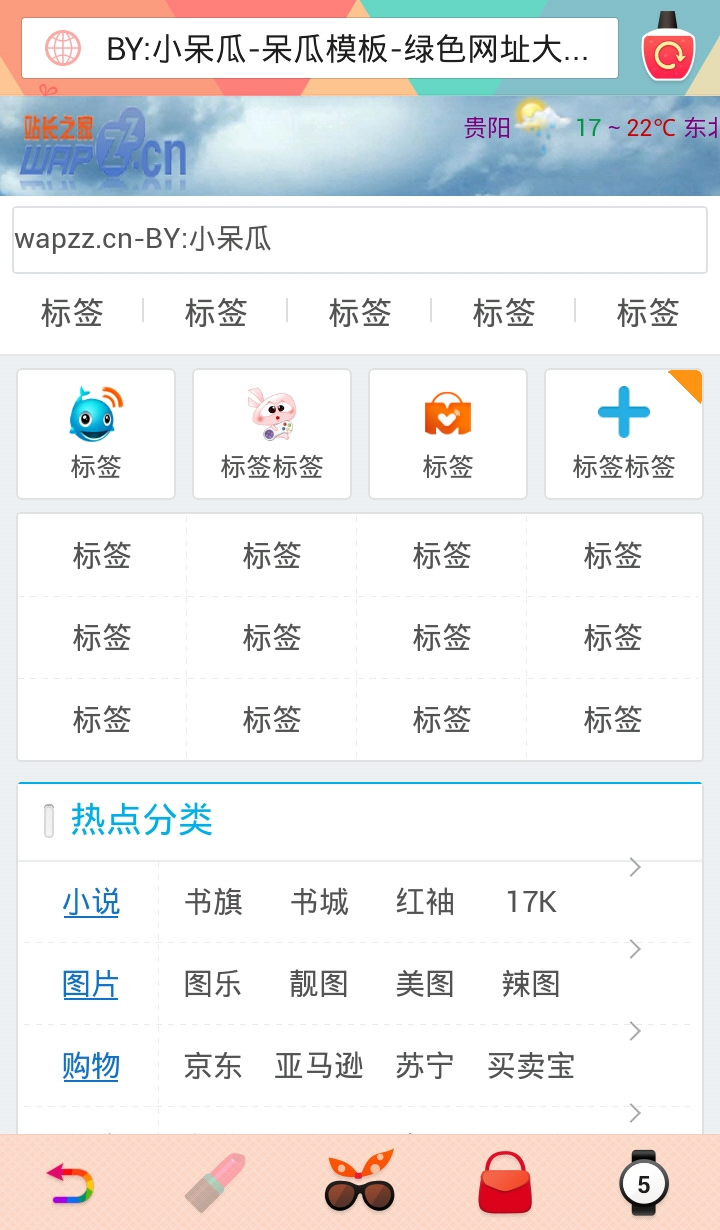 BY:小呆瓜-呆瓜模板-绿色网址大...
站长之家
WAPZZ.cn
贵阳 17 ~ 22℃ 东北
wapzz.cn-BY:小呆瓜
标签 标签 标签 标签 标签
标签 标签标签 标签 标签标签
标签 标签 标签 标签
标签 标签 标签 标签
标签 标签 标签 标签
热点分类
小说 书旗 书城 红袖 17K
图片 图乐 靓图 美图 辣图
购物 京东 亚马逊 苏宁 买卖宝
5